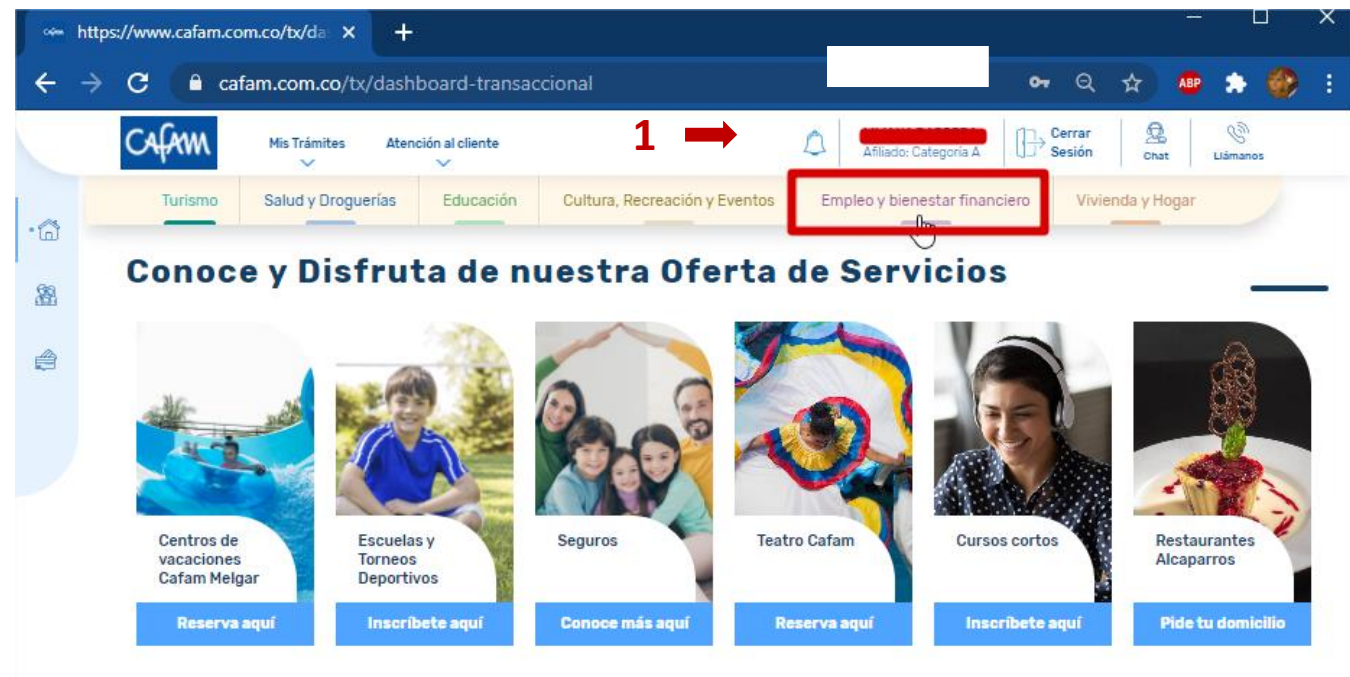 https://www.cafam.com.co/tx/da
cafam.com.co/tx/dashboard-transaccional
ABP
CAFAM
Mis Trámites
Atención al cliente
1
Afiliado: Categoría A
Cerrar
Sesión
Chat
Llámanos
Turismo
Salud y Droguerías
Educación
Cultura, Recreación y Eventos
Empleo y bienestar financiero
Vivienda y Hogar
Conoce y Disfruta de nuestra Oferta de Servicios
Centros de
vacaciones
Cafam Melgar
Reserva aquí
Escuelas y
Torneos
Deportivos
Inscríbete aquí
Seguros
Conoce más aquí
Teatro Cafam
Reserva aquí
Cursos cortos
Inscríbete aquí
Restaurantes
Alcaparros
Pide tu domicilio